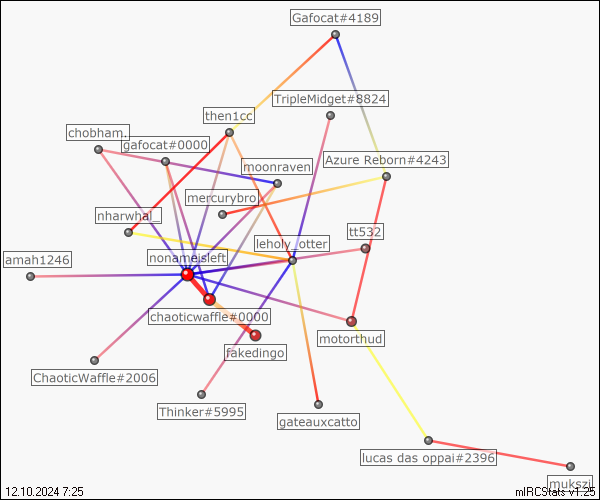 Gafocat#4189
TripleMidget#8824
then1cc
chobham.
gafocat#0000
Azure Reborn#4243
moonraven
mercurybro
nharwhal_
tt532
leholy_otter
amah1246
nonameisleft
chaoticwaffle#0000
motorthud
fakedingo
ChaoticWaffle#2006
Thinker#5995
gateauxcatto
lucas das oppai#2396
mukszi
12.10.2024 7:25
mIRCStats v1.25